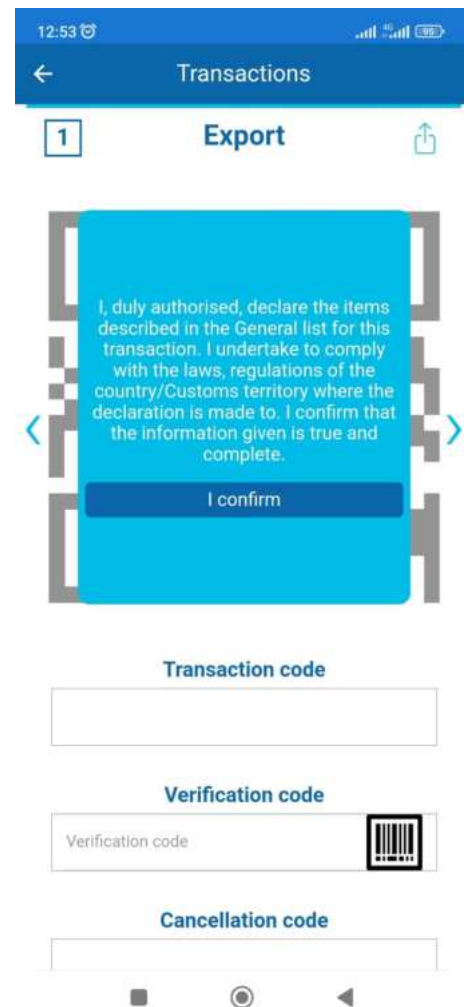 12:53
4G
95
Transactions
1
Export
I, duly authorised, declare the items
described in the General list for this
transaction. I undertake to comply
with the laws, regulations of the
country/Customs territory where the
declaration is made to. I confirm that
the information given is true and
complete.
I confirm
Transaction code
Verification code
Verification code
Cancellation code